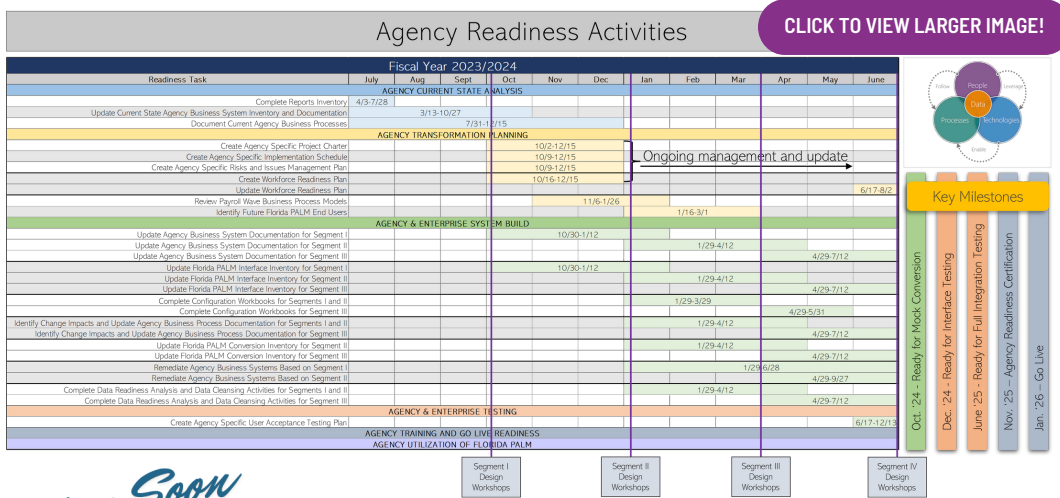 Agency Readiness Activities
CLICK TO VIEW LARGER IMAGE!
Fiscal Year 2023/2024
Readiness Task July Aug Sept Oct Nov Dec Jan Feb Mar Apr May June
AGENCY CURRENT STATE ANALYSIS
Complete Reports Inventory 4/3-7/28
Update Current State Agency Business System Inventory and Documentation 3/13-10/27
Document Current Agency Business Processes 7/31-12/15
AGENCY TRANSFORMATION PLANNING
Create Agency Specific Project Charter 10/2-12/15
Create Agency Specific Implementation Schedule 10/9-12/15
Ongoing management and update
Create Agency Specific Risks and Issues Management Plan 10/9-12/15
Create Workforce Readiness Plan 10/16-12/15
Update Workforce Readiness Plan 6/17-8/2
Review Payroll Wave Business Process Models 11/6-1/26
Identify Future Florida PALM End Users 1/16-3/1
AGENCY & ENTERPRISE SYSTEM BUILD
Update Agency Business System Documentation for Segment I 10/30-1/12
Update Agency Business System Documentation for Segment II 1/29-4/12
Update Agency Business System Documentation for Segment III 4/29-7/12
Update Florida PALM Interface Inventory for Segment I 10/30-1/12
Update Florida PALM Interface Inventory for Segment II 1/29-4/12
Update Florida PALM Interface Inventory for Segment III 4/29-7/12
Complete Configuration Workbooks for Segments I and II 1/29-3/29
Complete Configuration Workbooks for Segment III 4/29-5/31
Identify Change Impacts and Update Agency Business Process Documentation for Segments I and II 1/29-4/12
Identify Change Impacts and Update Agency Business Process Documentation for Segment III 4/29-7/12
Update Florida PALM Conversion Inventory for Segment II 1/29-4/12
Update Florida PALM Conversion Inventory for Segment III 4/29-7/12
Remediate Agency Business Systems Based on Segment I 1/29-6/28
Remediate Agency Business Systems Based on Segment II 4/29-9/27
Complete Data Readiness Analysis and Data Cleansing Activities for Segments I and II 1/29-4/12
Complete Data Readiness Analysis and Data Cleansing Activities for Segment III 4/29-7/12
AGENCY & ENTERPRISE TESTING
Create Agency Specific User Acceptance Testing Plan 6/17-12/13
AGENCY TRAINING AND GO LIVE READINESS
AGENCY UTILIZATION OF FLORIDA PALM
Segment I
Design
Workshops
Segment II
Design
Workshops
Segment III
Design
Workshops
Segment IV
Design
Workshops
People
Follow
Leverage
Data
Processes
Technologies
Enable
Key Milestones
Oct. '24 - Ready for Mock Conversion
Dec. '24 - Ready for Interface Testing
June '25 - Ready for Full Integration Testing
Nov. '25 – Agency Readiness Certification
Jan. '26 – Go Live
Soon